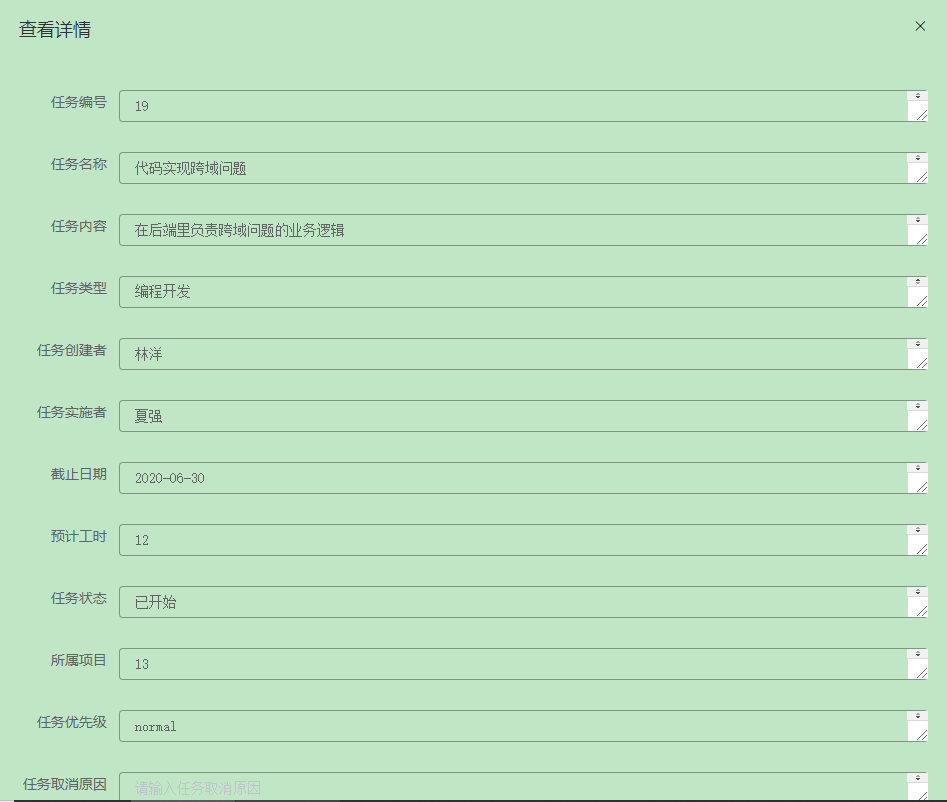 查看详情
任务编号 19
任务名称 代码实现跨域问题
任务内容 在后端里负责跨域问题的业务逻辑
任务类型 编程开发
任务创建者 林洋
任务实施者 夏强
截止日期 2020-06-30
预计工时 12
任务状态 已开始
所属项目 13
任务优先级 normal
任务取消原因 请输入任务取消原因